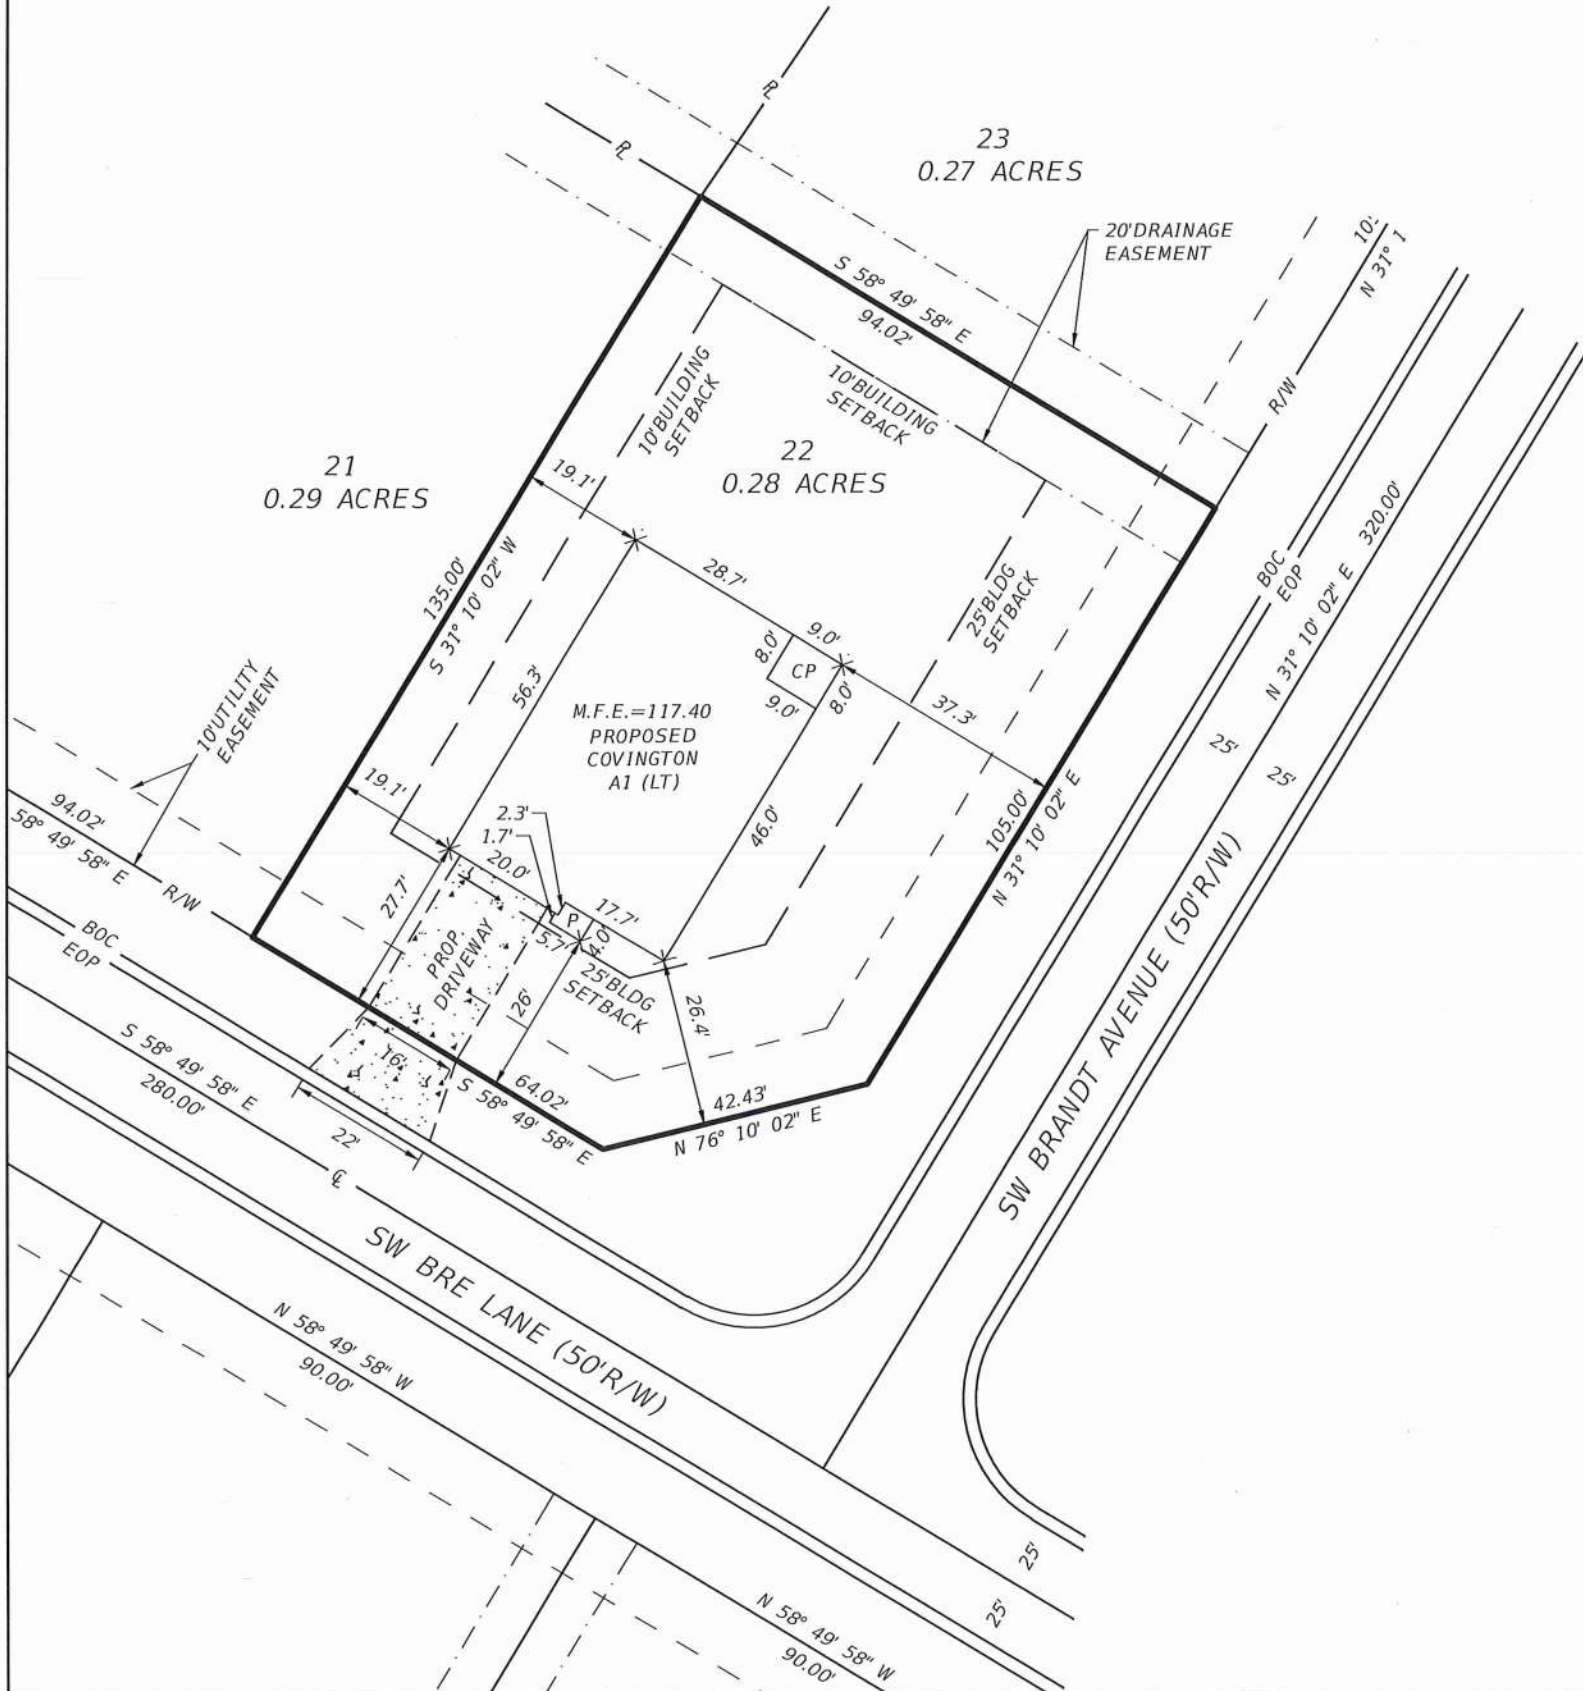 ℄
℄
23
0.27 ACRES
20'DRAINAGE
EASEMENT
10'
N 31° 1
S 58° 49' 58" E
94.02'
10'BUILDING
SETBACK
10'BUILDING
SETBACK
R/W
22
0.28 ACRES
21
0.29 ACRES
19.1'
28.7'
9.0'
8.0'
CP
9.0'
8.0'
37.3'
25'BLDG
SETBACK
BOC
EOP
N 31° 10' 02" E 320.00'
135.00'
S 31° 10' 02" W
56.3'
M.F.E.=117.40
PROPOSED
COVINGTON
A1 (LT)
10'UTILITY
EASEMENT
25'
25'
19.1'
2.3'
1.7'
20.0'
46.0'
105.00'
N 31° 10' 02" E
94.02'
58° 49' 58" E
R/W
BOC
EOP
27.7'
PROP.
DRIVEWAY
P
17.7'
5.7'
4.0'
25'BLDG
SETBACK
26'
26.4'
16'
64.02'
S 58° 49' 58" E
42.43'
N 76° 10' 02" E
S 58° 49' 58" E
280.00'
22'
℄
SW BRANDT AVENUE (50'R/W)
SW BRE LANE (50'R/W)
N 58° 49' 58" W
90.00'
25'
25'
N 58° 49' 58" W
90.00'